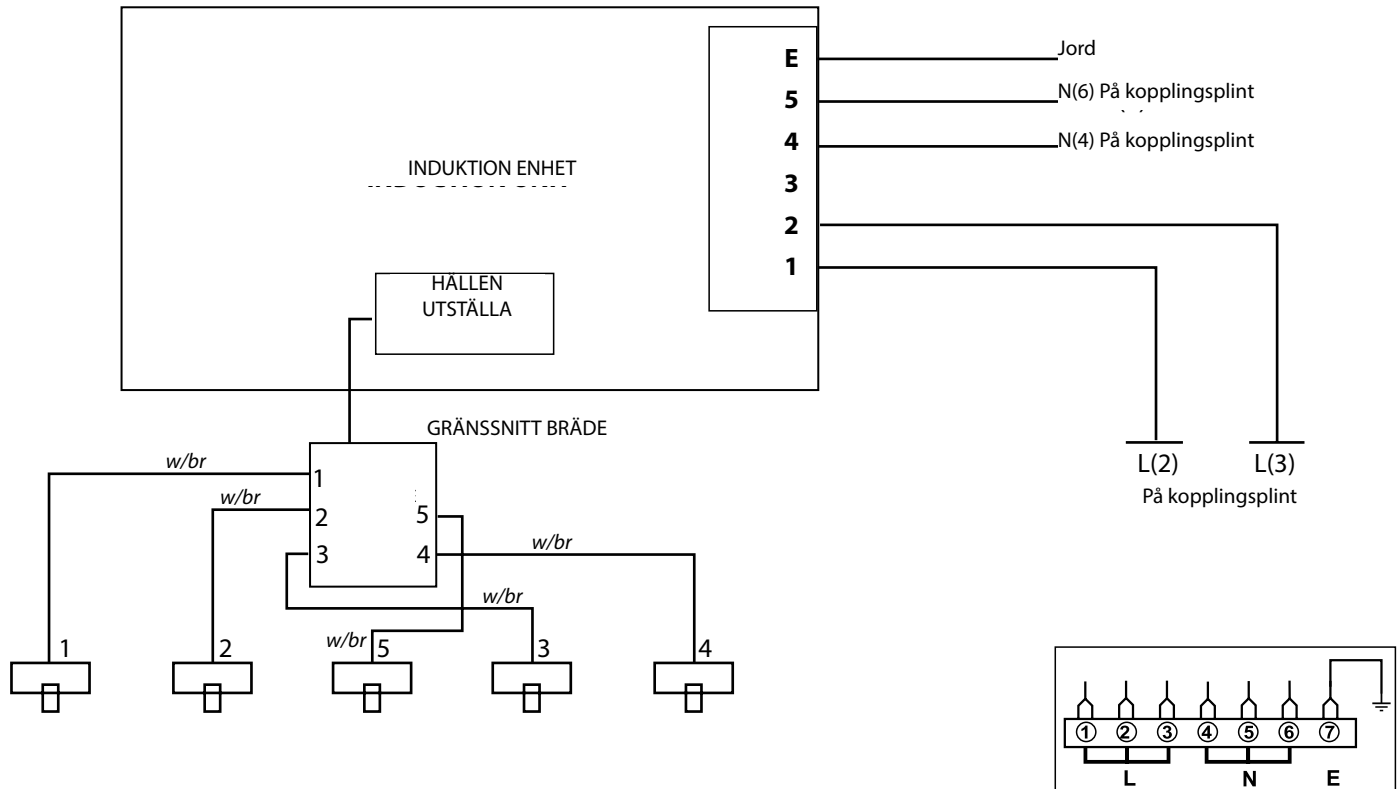 E
Jord
5
N(6) På kopplingsplint
4
N(4) På kopplingsplint
INDUKTION ENHET
3
2
1
HÄLLEN
UTSTÄLLA
GRÄNSSNITT BRÄDE
L(2)
L(3)
På kopplingsplint
w/br
1
w/br
2
5
3
4
w/br
w/br
w/br
1
2
5
3
4
1 2 3 4 5 6 7
L N E